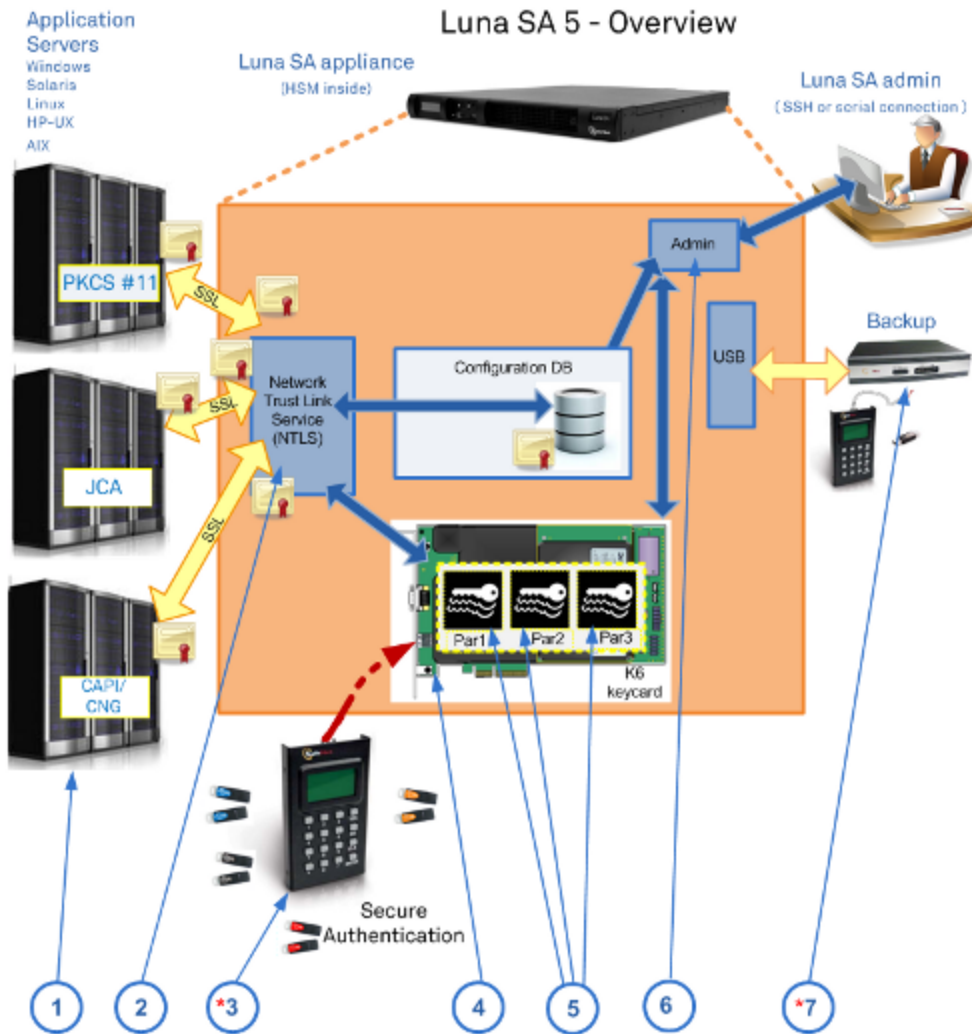 Luna SA 5 - Overview
Application
Servers
Windows
Solaris
Linux
HP-UX
AIX
Luna SA appliance
(HSM inside)
Luna SA admin
( SSH or serial connection )
PKCS #11
SSL
Admin
USB
Backup
Configuration DB
Network
Trust Link
Service
(NTLS)
SSL
JCA
SSL
CAPI/
CNG
Par1
Par2
Par3
K6
keycard
Secure
Authentication
1
2
*3
4
5
6
*7